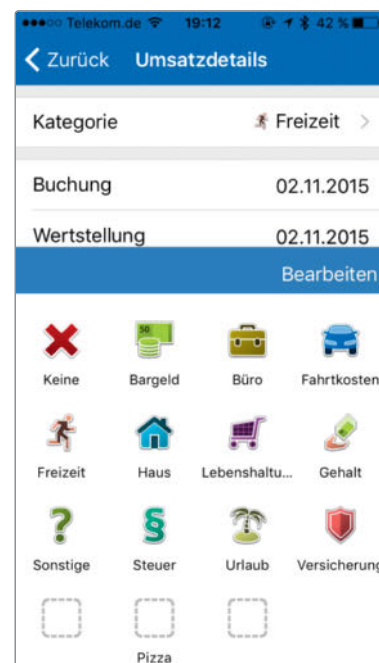 Telekom.de 19:12 42 %
Zurück Umsatzdetails
Kategorie Freizeit
Buchung 02.11.2015
Wertstellung 02.11.2015
Bearbeiten
50
Keine Bargeld Büro Fahrtkosten
Freizeit Haus Lebenshaltu... Gehalt
? §
Sonstige Steuer Urlaub Versicherung
Pizza